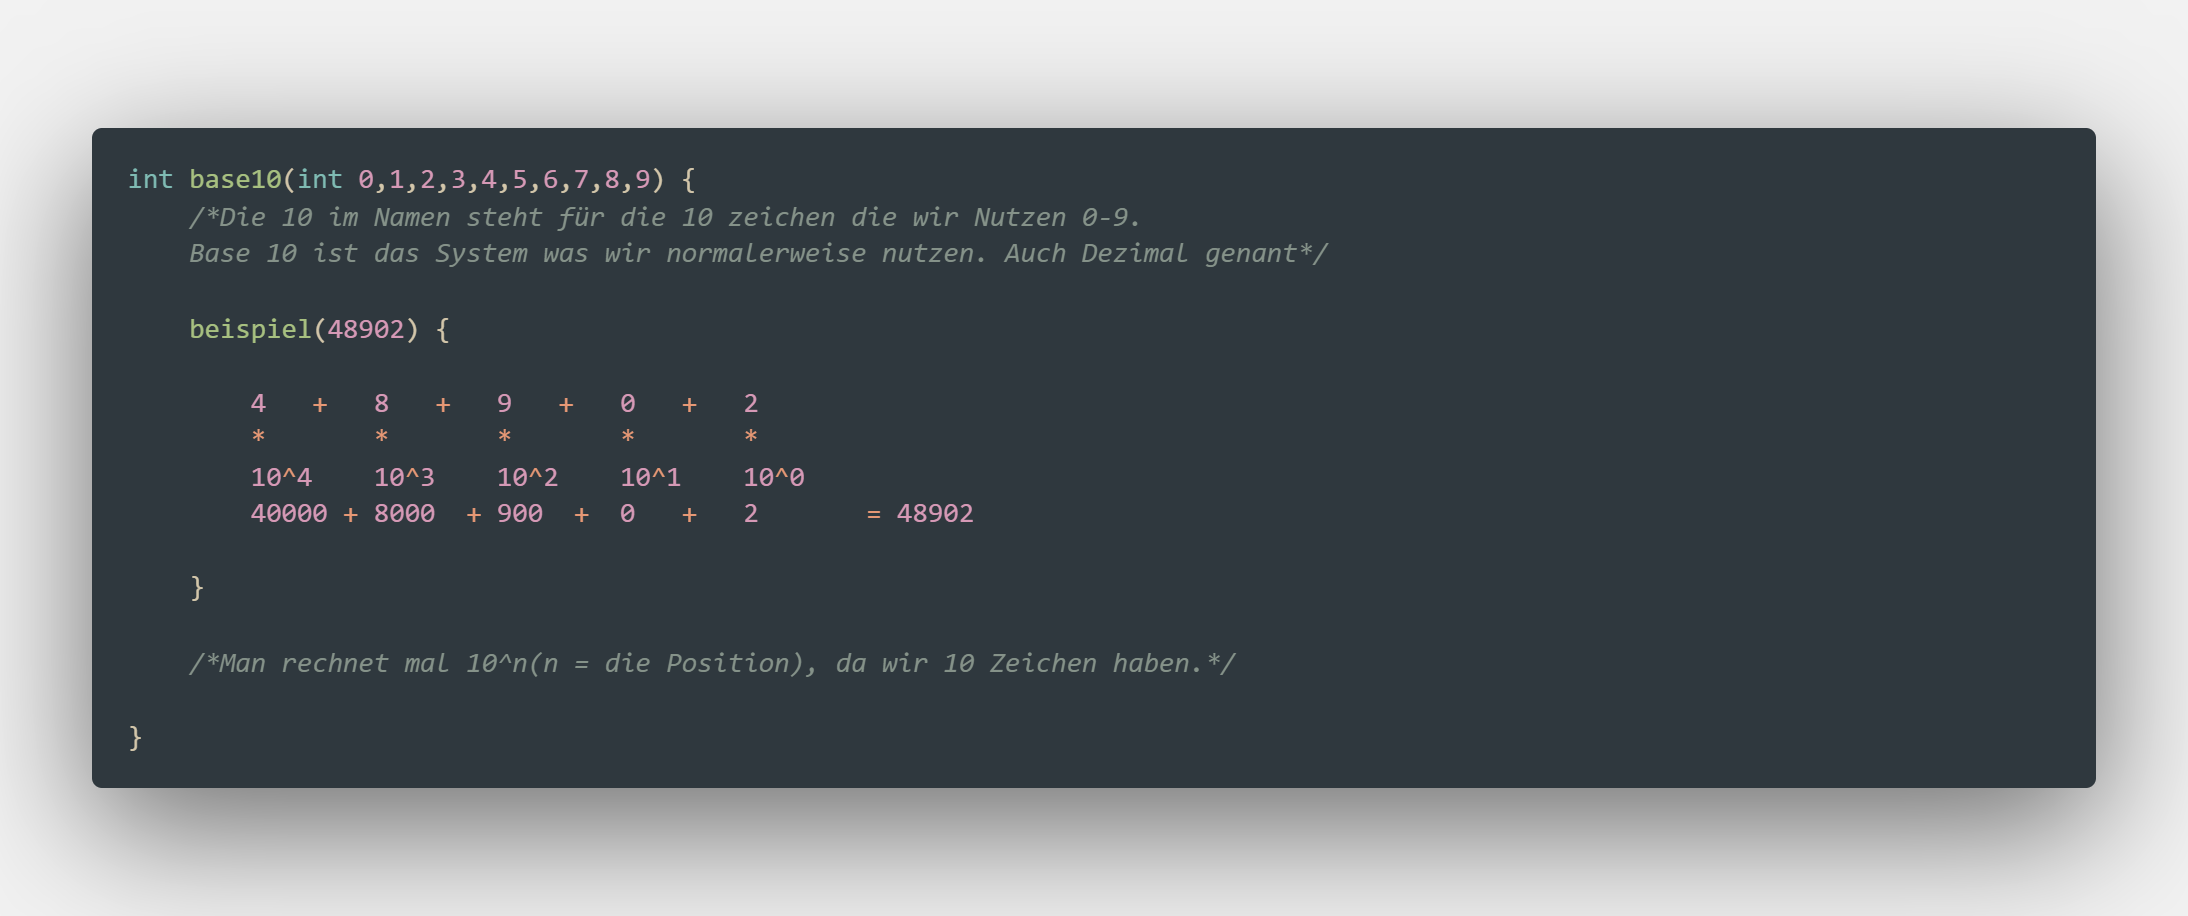 int base10(int 0,1,2,3,4,5,6,7,8,9) {
/*Die 10 im Namen steht für die 10 zeichen die wir Nutzen 0-9.
Base 10 ist das System was wir normalerweise nutzen. Auch Dezimal genant*/
beispiel(48902) {
4 + 8 + 9 + 0 + 2
* * * * *
10^4 10^3 10^2 10^1 10^0
40000 + 8000 + 900 + 0 + 2 = 48902
}
/*Man rechnet mal 10^n(n = die Position), da wir 10 Zeichen haben.*/
}